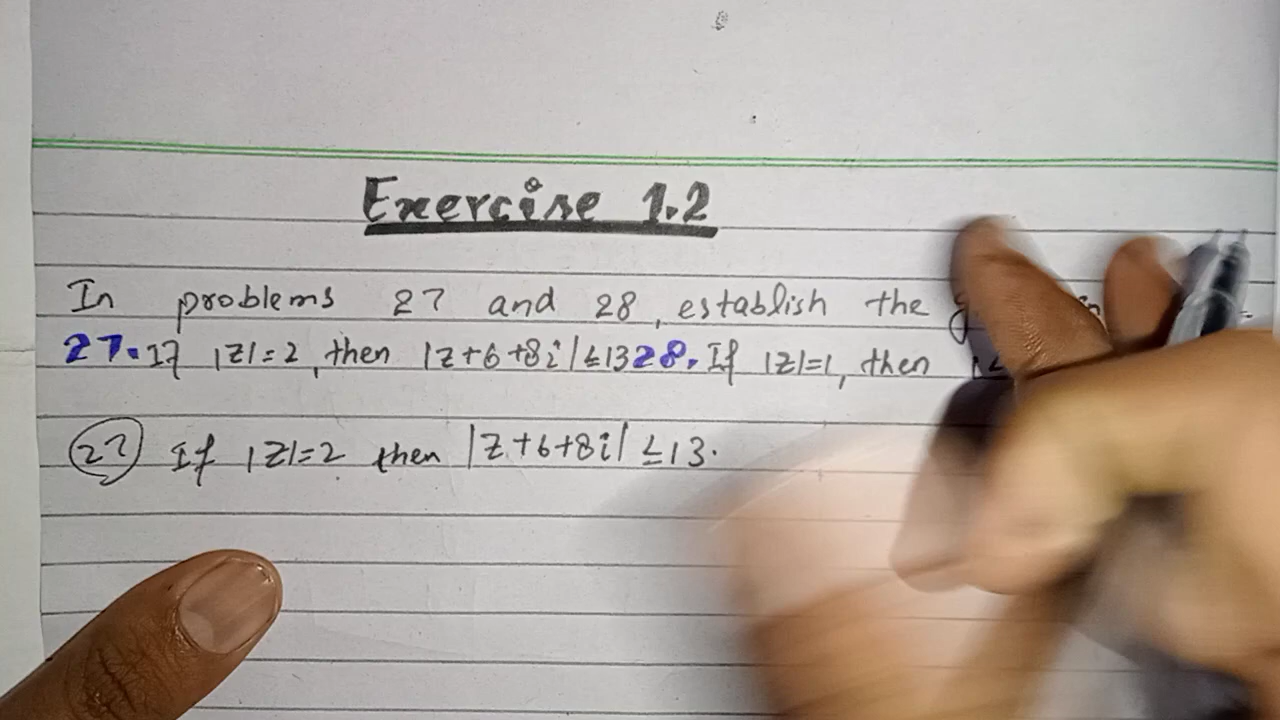 Exercise 1.2
In problems 27 and 28, establish the
27. If |z|=2, then |z+6+8i|≤13 28. If |z|=1, then
27 If |z|=2 then |z+6+8i| ≤13.